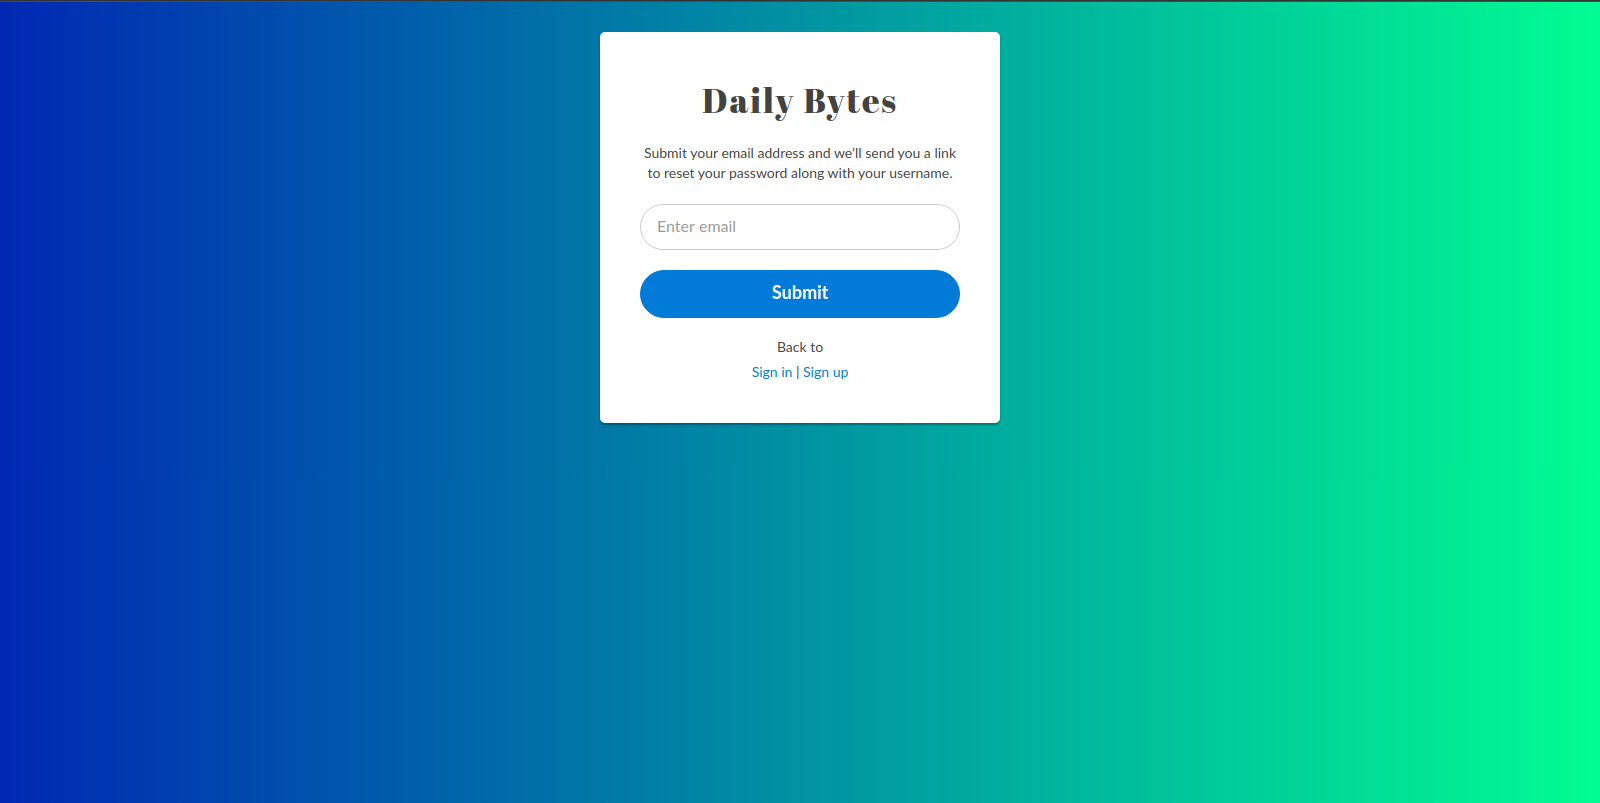 Daily Bytes
Submit your email address and we'll send you a link
to reset your password along with your username.
Enter email
Submit
Back to
Sign in | Sign up